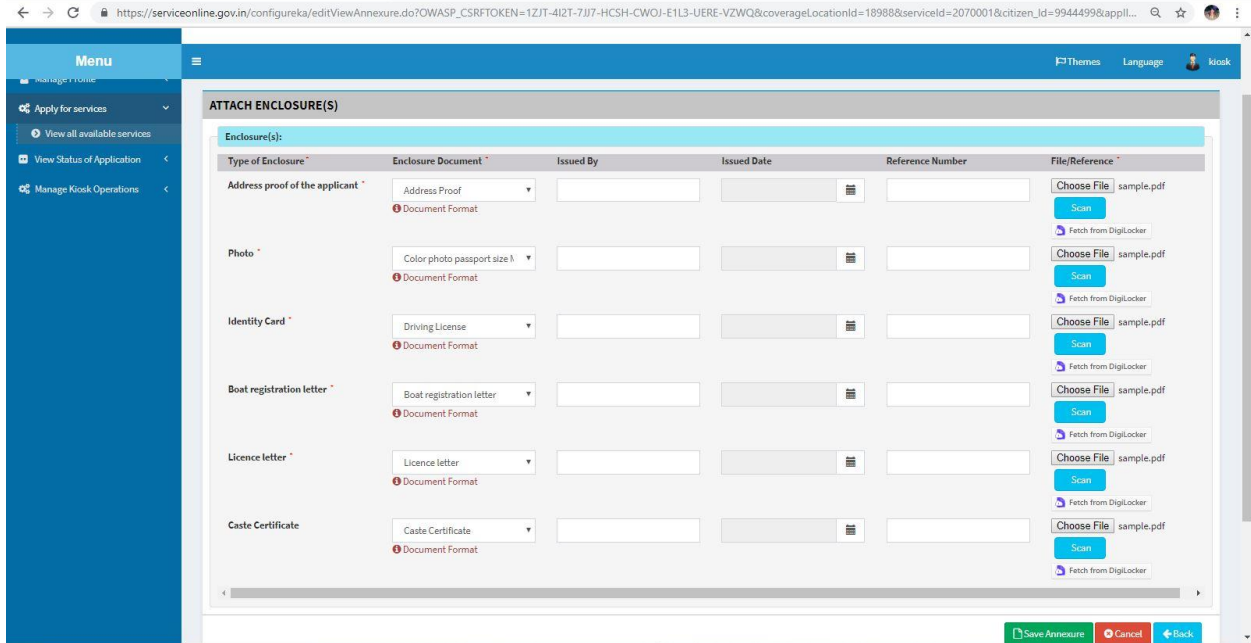 https://serviceonline.gov.in/configureka/editViewAnnexure.do?OWASP_CSRFTOKEN=1ZJT-4I2T-7JJ7-HCSH-CWOJ-E1L3-UERE-VZWQ&coverageLocationId=18988&serviceId=2070001&citizen_Id=9944499&appli...
Menu
Themes Language kiosk
Manage Profile
Apply for services
View all available services
View Status of Application
Manage Kiosk Operations
ATTACH ENCLOSURE(S)
Enclosure(s):
Type of Enclosure * Enclosure Document * Issued By Issued Date Reference Number File/Reference *
Address proof of the applicant * Address Proof Choose File sample.pdf
Document Format Scan
Fetch from DigiLocker
Photo * Color photo passport size Choose File sample.pdf
Document Format Scan
Fetch from DigiLocker
Identity Card * Driving License Choose File sample.pdf
Document Format Scan
Fetch from DigiLocker
Boat registration letter * Boat registration letter Choose File sample.pdf
Document Format Scan
Fetch from DigiLocker
Licence letter * Licence letter Choose File sample.pdf
Document Format Scan
Fetch from DigiLocker
Caste Certificate Caste Certificate Choose File sample.pdf
Document Format Scan
Fetch from DigiLocker
Save Annexure Cancel Back